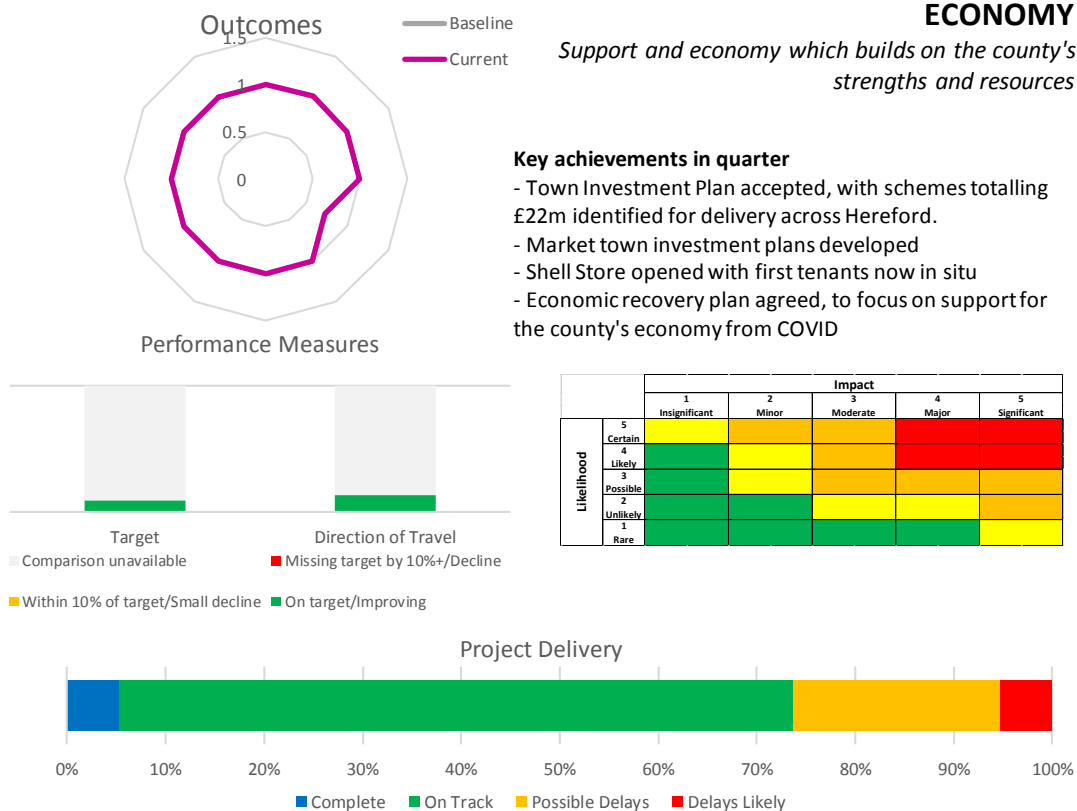 Outcomes
Baseline
Current
1.5
1
0.5
0
ECONOMY
Support and economy which builds on the county's
strengths and resources
Key achievements in quarter
- Town Investment Plan accepted, with schemes totalling
£22m identified for delivery across Hereford.
- Market town investment plans developed
- Shell Store opened with first tenants now in situ
- Economic recovery plan agreed, to focus on support for
the county's economy from COVID
Performance Measures
Target
Direction of Travel
Comparison unavailable
Missing target by 10%+/Decline
Within 10% of target/Small decline
On target/Improving
Impact
1 2 3 4 5
Insignificant Minor Moderate Major Significant
Likelihood
5
Certain
4
Likely
3
Possible
2
Unlikely
1
Rare
Project Delivery
0% 10% 20% 30% 40% 50% 60% 70% 80% 90% 100%
Complete On Track Possible Delays Delays Likely